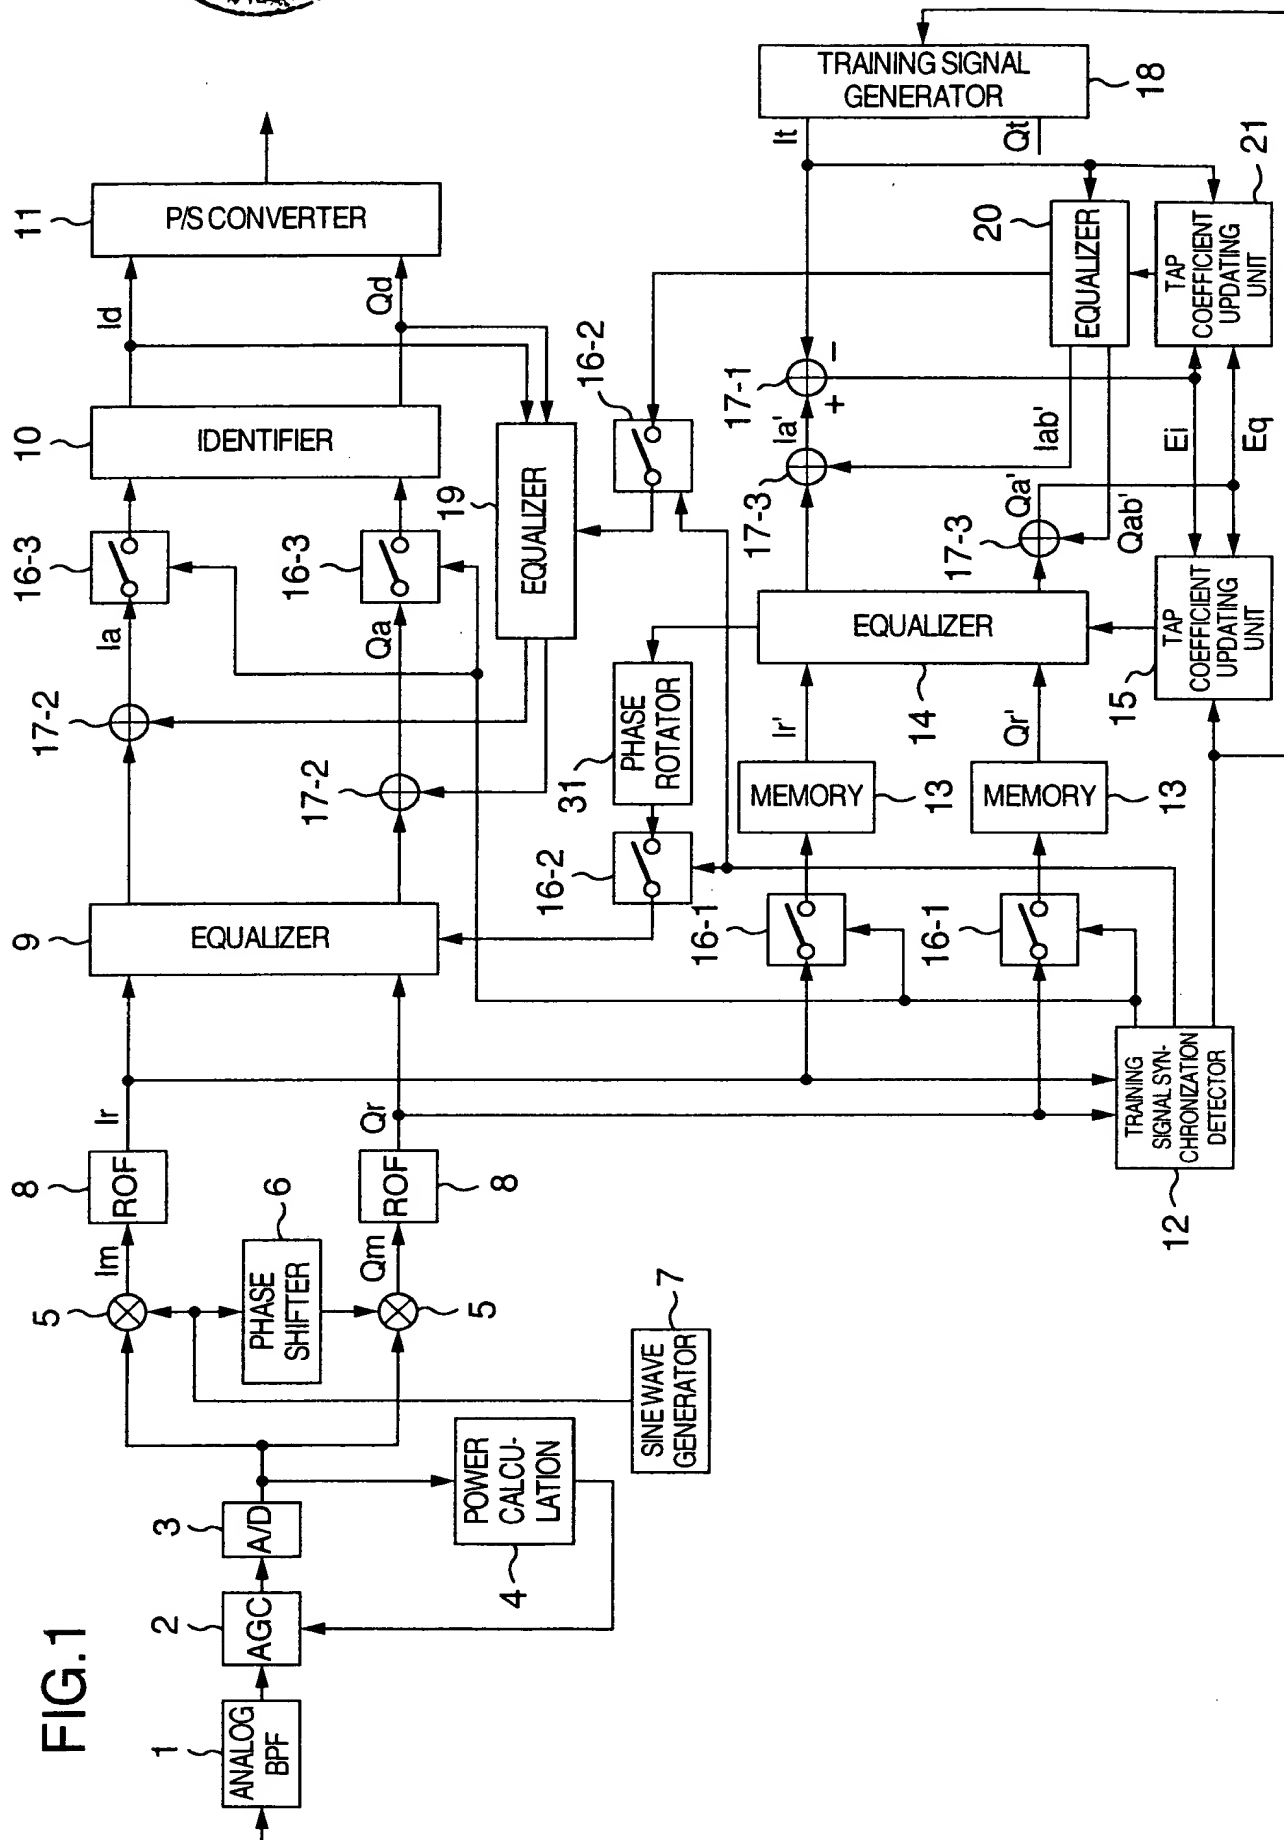 FIG.1
1
ANALOG
BPF
2
AGC
3
A/D
4
POWER
CALCU-
LATION
5
5
6
PHASE
SHIFTER
7
SINE WAVE
GENERATOR
Im
Qm
8
ROF
8
ROF
Ir
Qr
9
EQUALIZER
17-2
17-2
Ia
Qa
16-3
16-3
10
IDENTIFIER
Id
Qd
11
P/S CONVERTER
19
EQUALIZER
16-2
16-2
31
PHASE
ROTATOR
12
TRAINING
SIGNAL SYN-
CHRONIZATION
DETECTOR
16-1
16-1
MEMORY
13
MEMORY
13
Ir'
Qr'
14
EQUALIZER
15
TAP
COEFFICIENT
UPDATING
UNIT
17-3
17-3
Ia'
Qa'
Iab'
Qab'
17-1
+
−
Ei
Eq
20
EQUALIZER
21
TAP
COEFFICIENT
UPDATING
UNIT
It
Qt
18
TRAINING SIGNAL
GENERATOR